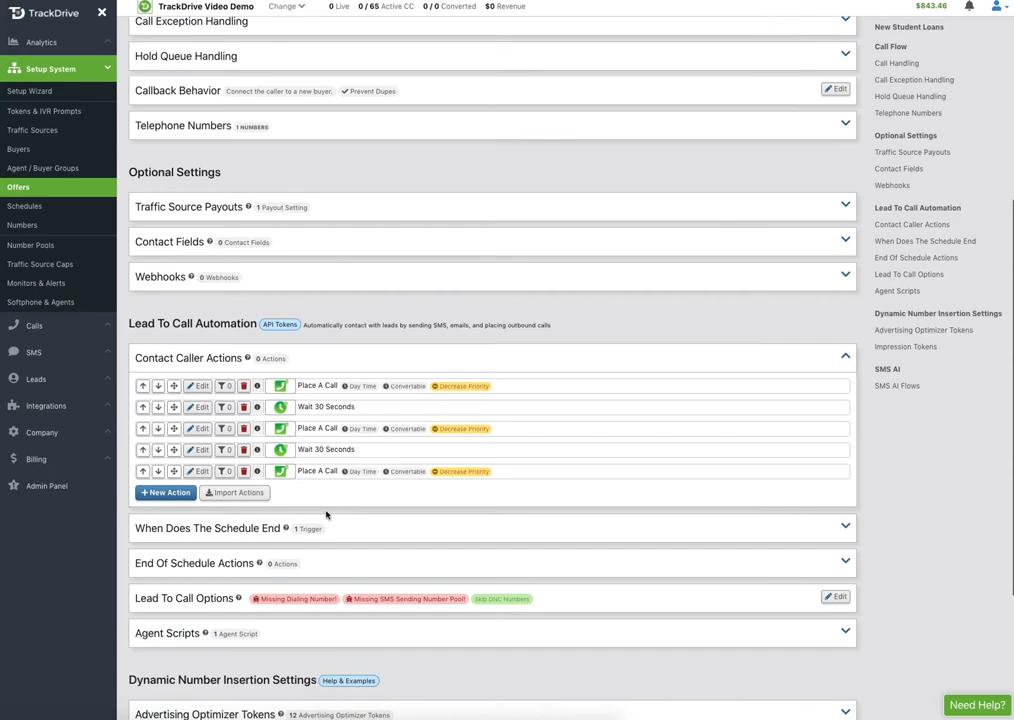 TrackDrive
TrackDrive Video Demo Change 0 Live 0 / 65 Active CC 0 / 0 Converted $0 Revenue $843.46
Analytics
Setup System
Setup Wizard
Tokens & IVR Prompts
Traffic Sources
Buyers
Agent / Buyer Groups
Offers
Schedules
Numbers
Number Pools
Traffic Source Caps
Monitors & Alerts
Softphone & Agents
Calls
SMS
Leads
Integrations
Company
Billing
Admin Panel
Call Exception Handling
Hold Queue Handling
Callback Behavior Connect the caller to a new buyer. Prevent Dupes Edit
Telephone Numbers 1 NUMBERS
Optional Settings
Traffic Source Payouts 1 Payout Setting
Contact Fields 0 Contact Fields
Webhooks 0 Webhooks
Lead To Call Automation API Tokens Automatically contact with leads by sending SMS, emails, and placing outbound calls
Contact Caller Actions 0 Actions
Edit 0 Place A Call Day Time Convertable Decrease Priority
Edit 0 Wait 30 Seconds
Edit 0 Place A Call Day Time Convertable Decrease Priority
Edit 0 Wait 30 Seconds
Edit 0 Place A Call Day Time Convertable Decrease Priority
+ New Action Import Actions
When Does The Schedule End 1 Trigger
End Of Schedule Actions 0 Actions
Lead To Call Options Missing Dialing Number! Missing SMS Sending Number Pool! Skip DNC Numbers Edit
Agent Scripts 1 Agent Script
Dynamic Number Insertion Settings Help & Examples
Advertising Optimizer Tokens 12 Advertising Optimizer Tokens
New Student Loans
Call Flow
Call Handling
Call Exception Handling
Hold Queue Handling
Telephone Numbers
Optional Settings
Traffic Source Payouts
Contact Fields
Webhooks
Lead To Call Automation
Contact Caller Actions
When Does The Schedule End
End Of Schedule Actions
Lead To Call Options
Agent Scripts
Dynamic Number Insertion Settings
Advertising Optimizer Tokens
Impression Tokens
SMS AI
SMS AI Flows
Need Help?